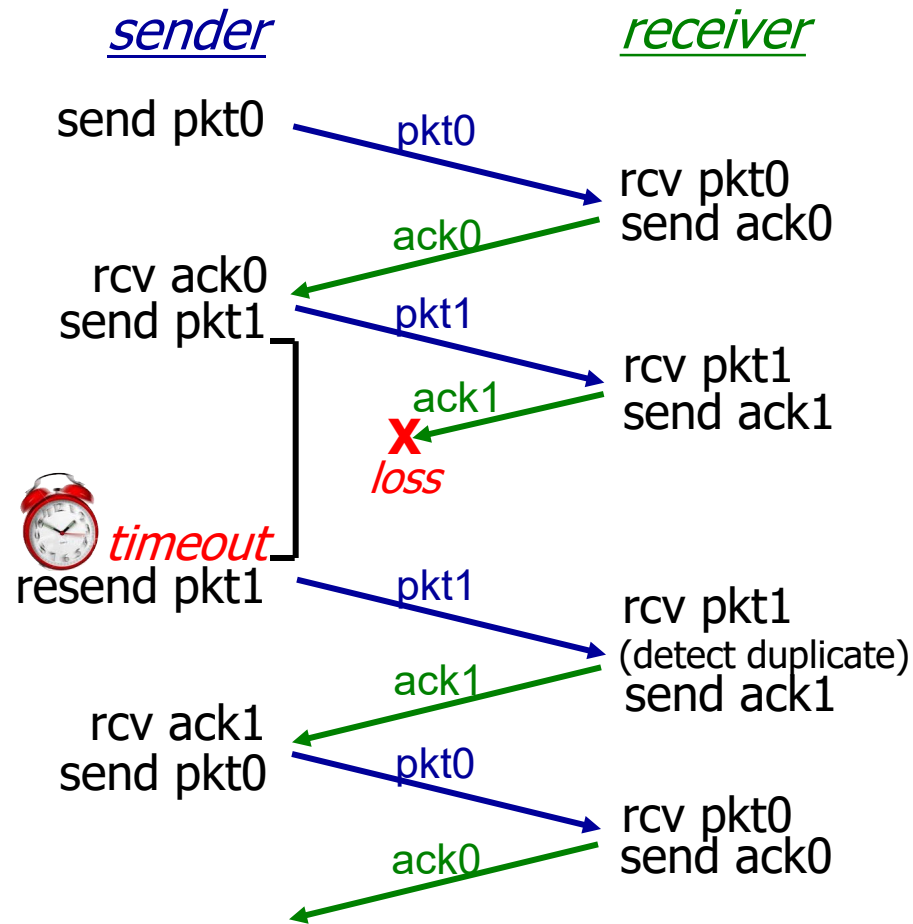 sender
receiver
send pkt0
pkt0
rcv pkt0
send ack0
ack0
rcv ack0
send pkt1
pkt1
rcv pkt1
send ack1
ack1
X
loss
timeout
resend pkt1
pkt1
rcv pkt1
(detect duplicate)
send ack1
ack1
rcv ack1
send pkt0
pkt0
rcv pkt0
send ack0
ack0